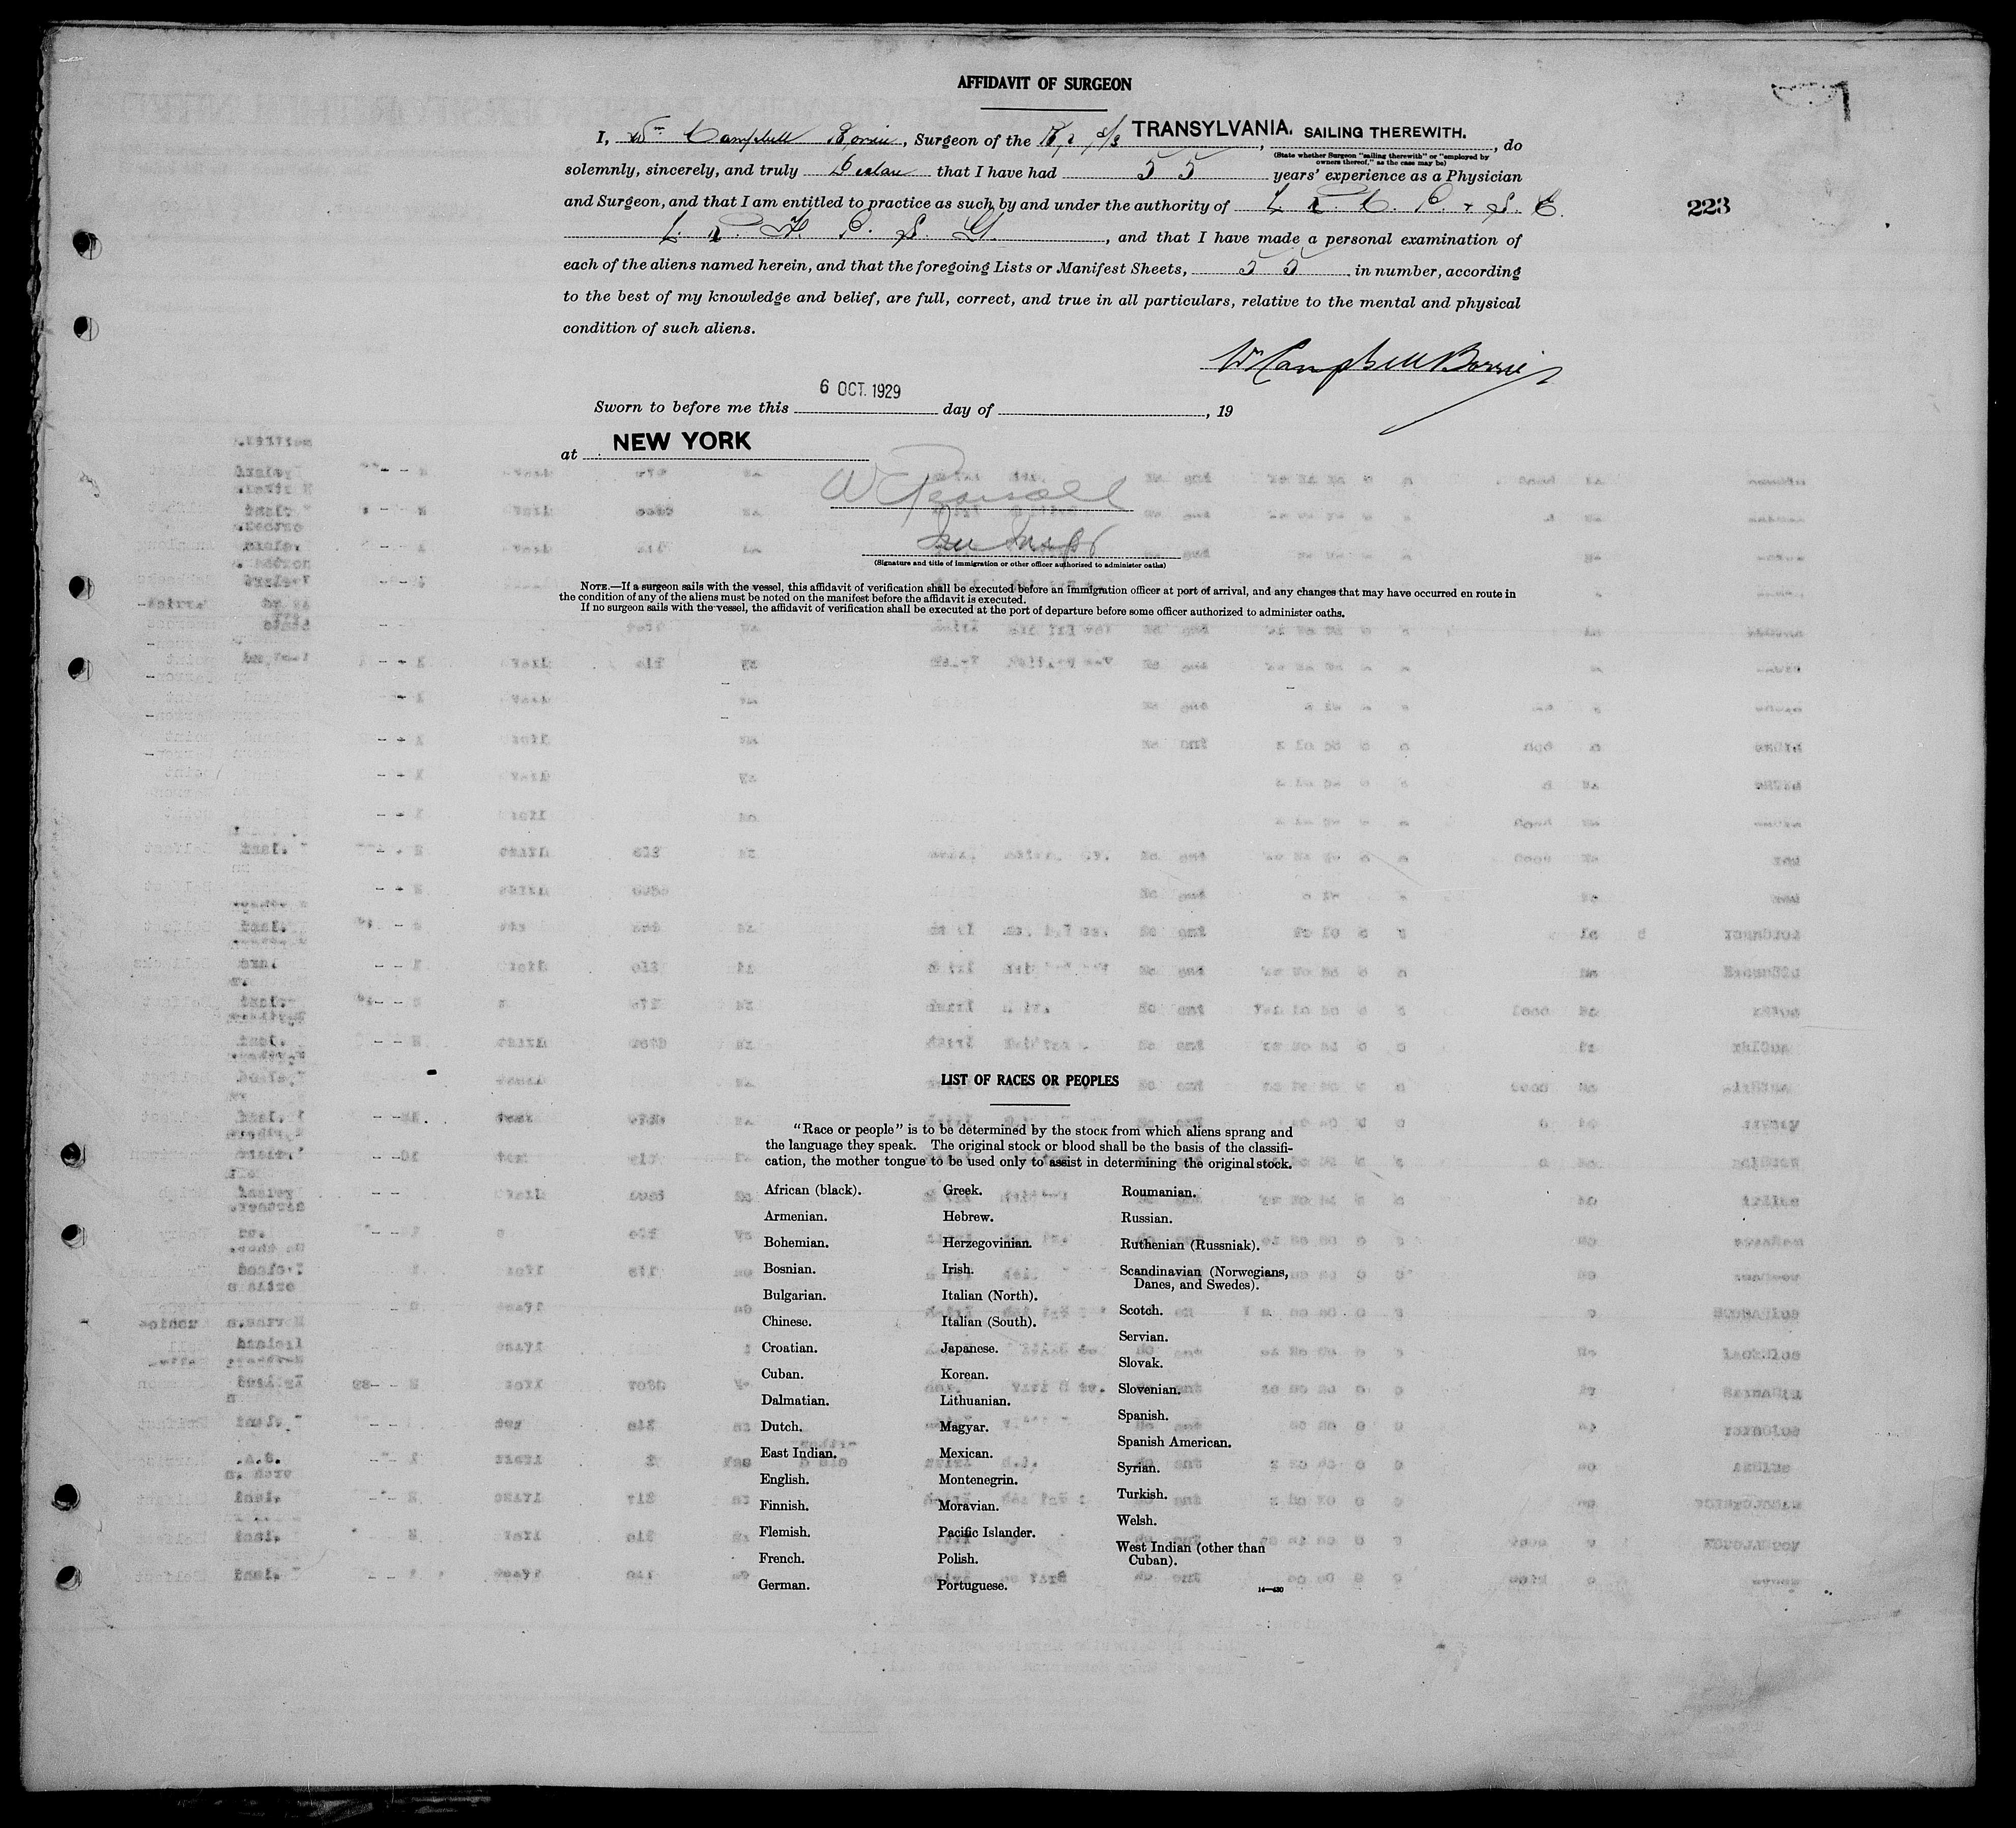 AFFIDAVIT OF SURGEON
I, Wm Campbell, Surgeon of the S/S TRANSYLVANIA. SAILING THEREWITH., do
(State whether Surgeon "sailing therewith" or "employed by owners thereof," as the case may be)
solemnly, sincerely, and truly that I have had 55 years' experience as a Physician
and Surgeon, and that I am entitled to practice as such by and under the authority of L. R. C. P. & S. E.
L. R. F. P. S. G., and that I have made a personal examination of
223
each of the aliens named herein, and that the foregoing Lists or Manifest Sheets, 55 in number, according
to the best of my knowledge and belief, are full, correct, and true in all particulars, relative to the mental and physical
condition of such aliens.
Wm Campbell
6 OCT. 1929
Sworn to before me this day of , 19
at NEW YORK
W Pearsall
Imm Inspr
(Signature and title of immigration or other officer authorized to administer oaths)
NOTE.—If a surgeon sails with the vessel, this affidavit of verification shall be executed before an immigration officer at port of arrival, and any changes that may have occurred en route in
the condition of any of the aliens must be noted on the manifest before the affidavit is executed.
If no surgeon sails with the vessel, the affidavit of verification shall be executed at the port of departure before some officer authorized to administer oaths.
LIST OF RACES OR PEOPLES
"Race or people" is to be determined by the stock from which aliens sprang and
the language they speak. The original stock or blood shall be the basis of the classifi-
cation, the mother tongue to be used only to assist in determining the original stock.
African (black).
Armenian.
Bohemian.
Bosnian.
Bulgarian.
Chinese.
Croatian.
Cuban.
Dalmatian.
Dutch.
East Indian.
English.
Finnish.
Flemish.
French.
German.
Greek.
Hebrew.
Herzegovinian.
Irish.
Italian (North).
Italian (South).
Japanese.
Korean.
Lithuanian.
Magyar.
Mexican.
Montenegrin.
Moravian.
Pacific Islander.
Polish.
Portuguese.
Roumanian.
Russian.
Ruthenian (Russniak).
Scandinavian (Norwegians,
Danes, and Swedes).
Scotch.
Servian.
Slovak.
Slovenian.
Spanish.
Spanish American.
Syrian.
Turkish.
Welsh.
West Indian (other than
Cuban).
14—430